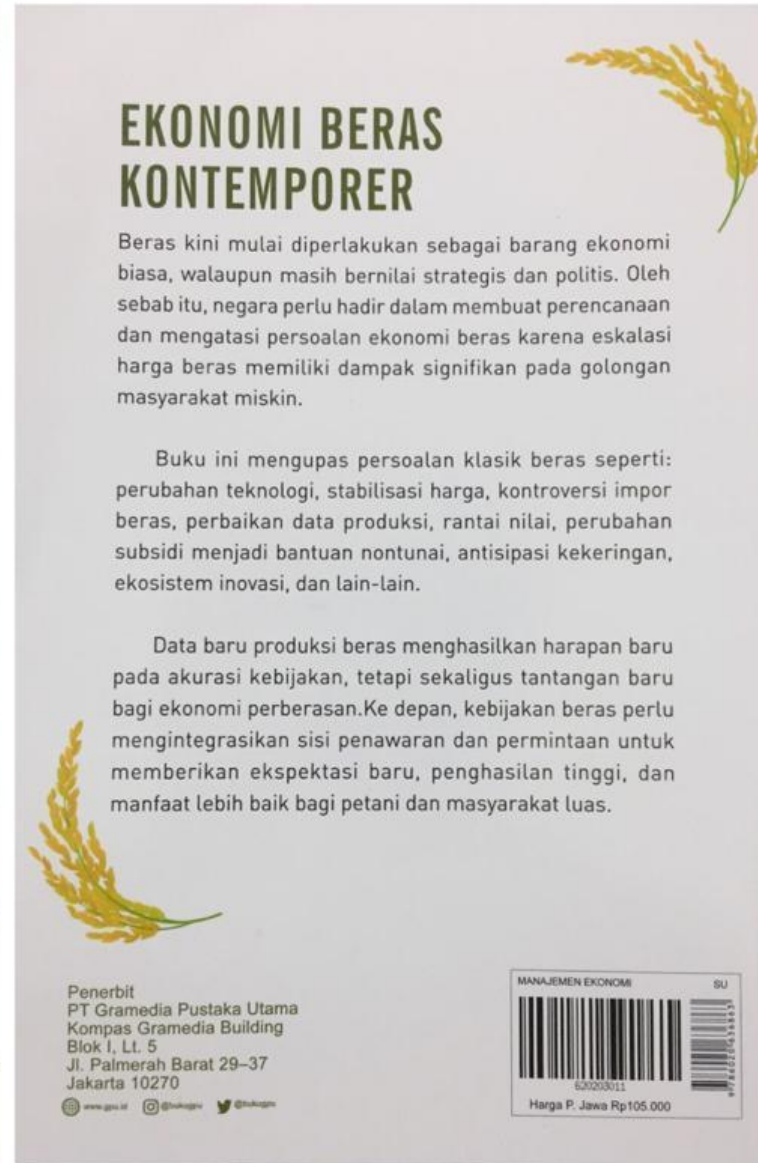 EKONOMI BERAS
KONTEMPORER
Beras kini mulai diperlakukan sebagai barang ekonomi
biasa, walaupun masih bernilai strategis dan politis. Oleh
sebab itu, negara perlu hadir dalam membuat perencanaan
dan mengatasi persoalan ekonomi beras karena eskalasi
harga beras memiliki dampak signifikan pada golongan
masyarakat miskin.
Buku ini mengupas persoalan klasik beras seperti:
perubahan teknologi, stabilisasi harga, kontroversi impor
beras, perbaikan data produksi, rantai nilai, perubahan
subsidi menjadi bantuan nontunai, antisipasi kekeringan,
ekosistem inovasi, dan lain-lain.
Data baru produksi beras menghasilkan harapan baru
pada akurasi kebijakan, tetapi sekaligus tantangan baru
bagi ekonomi perberasan.Ke depan, kebijakan beras perlu
mengintegrasikan sisi penawaran dan permintaan untuk
memberikan ekspektasi baru, penghasilan tinggi, dan
manfaat lebih baik bagi petani dan masyarakat luas.
Penerbit
PT Gramedia Pustaka Utama
Kompas Gramedia Building
Blok I, Lt. 5
Jl. Palmerah Barat 29–37
Jakarta 10270
www.gpu.id @bukugpu @bukugpu
MANAJEMEN EKONOMI SU
620203011
Harga P. Jawa Rp105.000